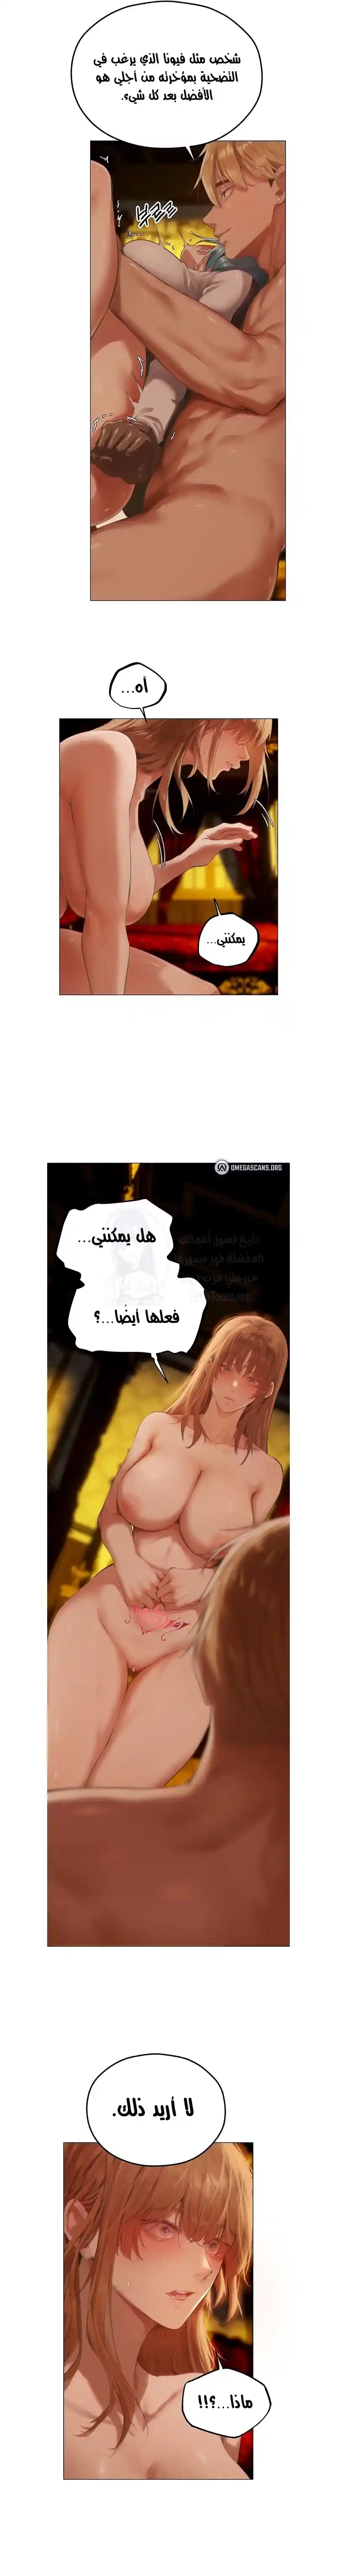 شخص مثل فيونا الذي يرغب في
التضحية بمؤخرته من أجلي هو
الأفضل بعد كل شيء.
أه...
يمكنني...
OMEGASCANS.ORG
هل يمكنني...
فعلها أيضًا...؟
لا أريد ذلك.
ماذا...؟!!